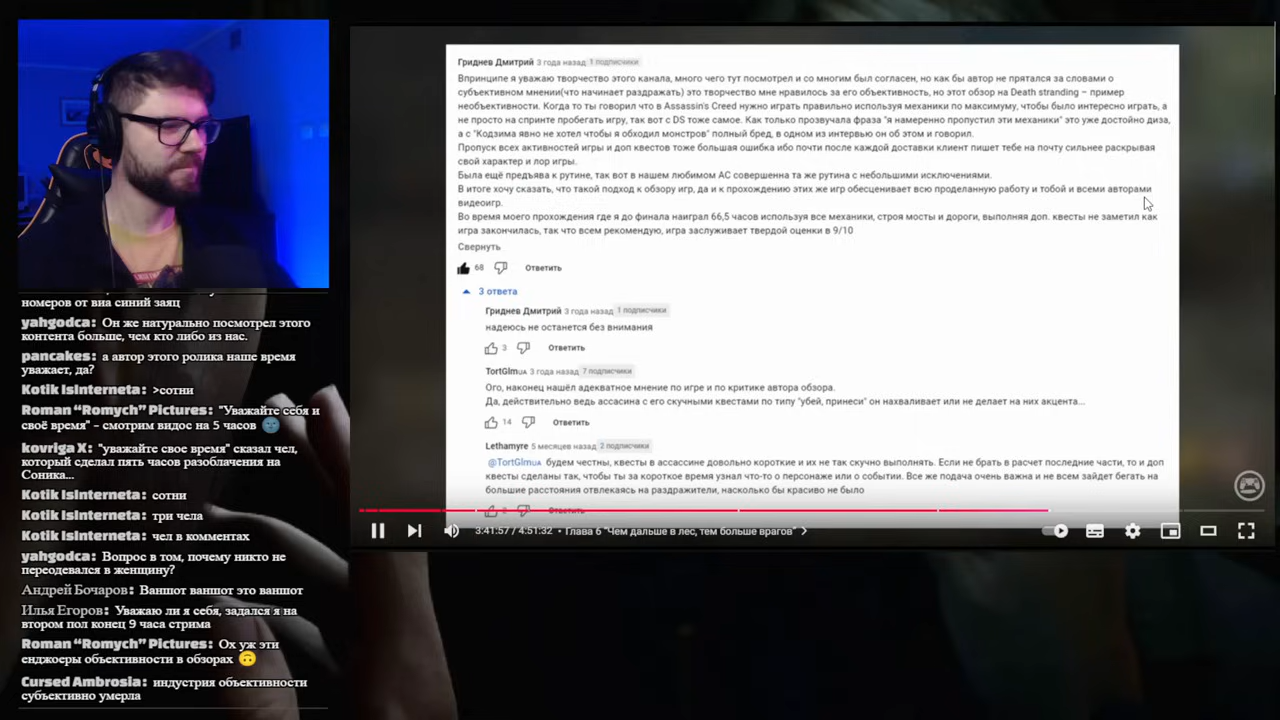 номеров от виа синий заяц
yahgodca: Он же натурально посмотрел этого
контента больше, чем кто либо из нас.
pancakes: а автор этого ролика наше время
уважает, да?
Kotik IsInterneta: >сотни
Roman "Romych" Pictures: "Уважайте себя и
своё время" - смотрим видос на 5 часов 🌚
kovriga X: "уважайте свое время" сказал чел,
который сделал пять часов разоблачения на
Соника...
Kotik IsInterneta: сотни
Kotik IsInterneta: три чела
Kotik IsInterneta: чел в комментах
yahgodca: Вопрос в том, почему никто не
переодевался в женщину?
Андрей Бочаров: Ваншот ваншот это ваншот
Илья Егоров: Уважаю ли я себя, задался я на
втором пол конец 9 часа стрима
Roman "Romych" Pictures: Ох уж эти
енджоеры объективности в обзорах 🙃
Cursed Ambrosia: индустрия объективности
субъективно умерла
Гриднев Дмитрий 3 года назад 1 подписчики
Впринципе я уважаю творчество этого канала, много чего тут посмотрел и со многим был согласен, но как бы автор не прятался за словами о
субъективном мнении(что начинает раздражать) это творчество мне нравилось за его объективность, но этот обзор на Death stranding – пример
необъективности. Когда то ты говорил что в Assassin's Creed нужно играть правильно используя механики по максимуму, чтобы было интересно играть, а
не просто на спринте пробегать игру, так вот с DS тоже самое. Как только прозвучала фраза "я намеренно пропустил эти механики" это уже достойно диза,
а с "Кодзима явно не хотел чтобы я обходил монстров" полный бред, в одном из интервью он об этом и говорил.
Пропуск всех активностей игры и доп квестов тоже большая ошибка ибо почти после каждой доставки клиент пишет тебе на почту сильнее раскрывая
свой характер и лор игры.
Была ещё предъява к рутине, так вот в нашем любимом АС совершенна та же рутина с небольшими исключениями.
В итоге хочу сказать, что такой подход к обзору игр, да и к прохождению этих же игр обесценивает всю проделанную работу и тобой и всеми авторами
видеоигр.
Во время моего прохождения где я до финала наиграл 66,5 часов используя все механики, строя мосты и дороги, выполняя доп. квесты не заметил как
игра закончилась, так что всем рекомендую, игра заслуживает твердой оценки в 9/10
Свернуть
68 Ответить
3 ответа
Гриднев Дмитрий 3 года назад 1 подписчики
надеюсь не останется без внимания
3 Ответить
TortGlmUA 3 года назад 7 подписчики
Ого, наконец нашёл адекватное мнение по игре и по критике автора обзора.
Да, действительно ведь ассасина с его скучными квестами по типу "убей, принеси" он нахваливает или не делает на них акцента...
14 Ответить
Lethamyre 5 месяцев назад 2 подписчики
@TortGlmUA будем честны, квесты в ассассине довольно короткие и их не так скучно выполнять. Если не брать в расчет последние части, то и доп
квесты сделаны так, чтобы ты за короткое время узнал что-то о персонаже или о событии. Все же подача очень важна и не всем зайдет бегать на
большие расстояния отвлекаясь на раздражители, насколько бы красиво не было
Ответить
3:41:57 / 4:51:32 • Глава 6 "Чем дальше в лес, тем больше врагов" >